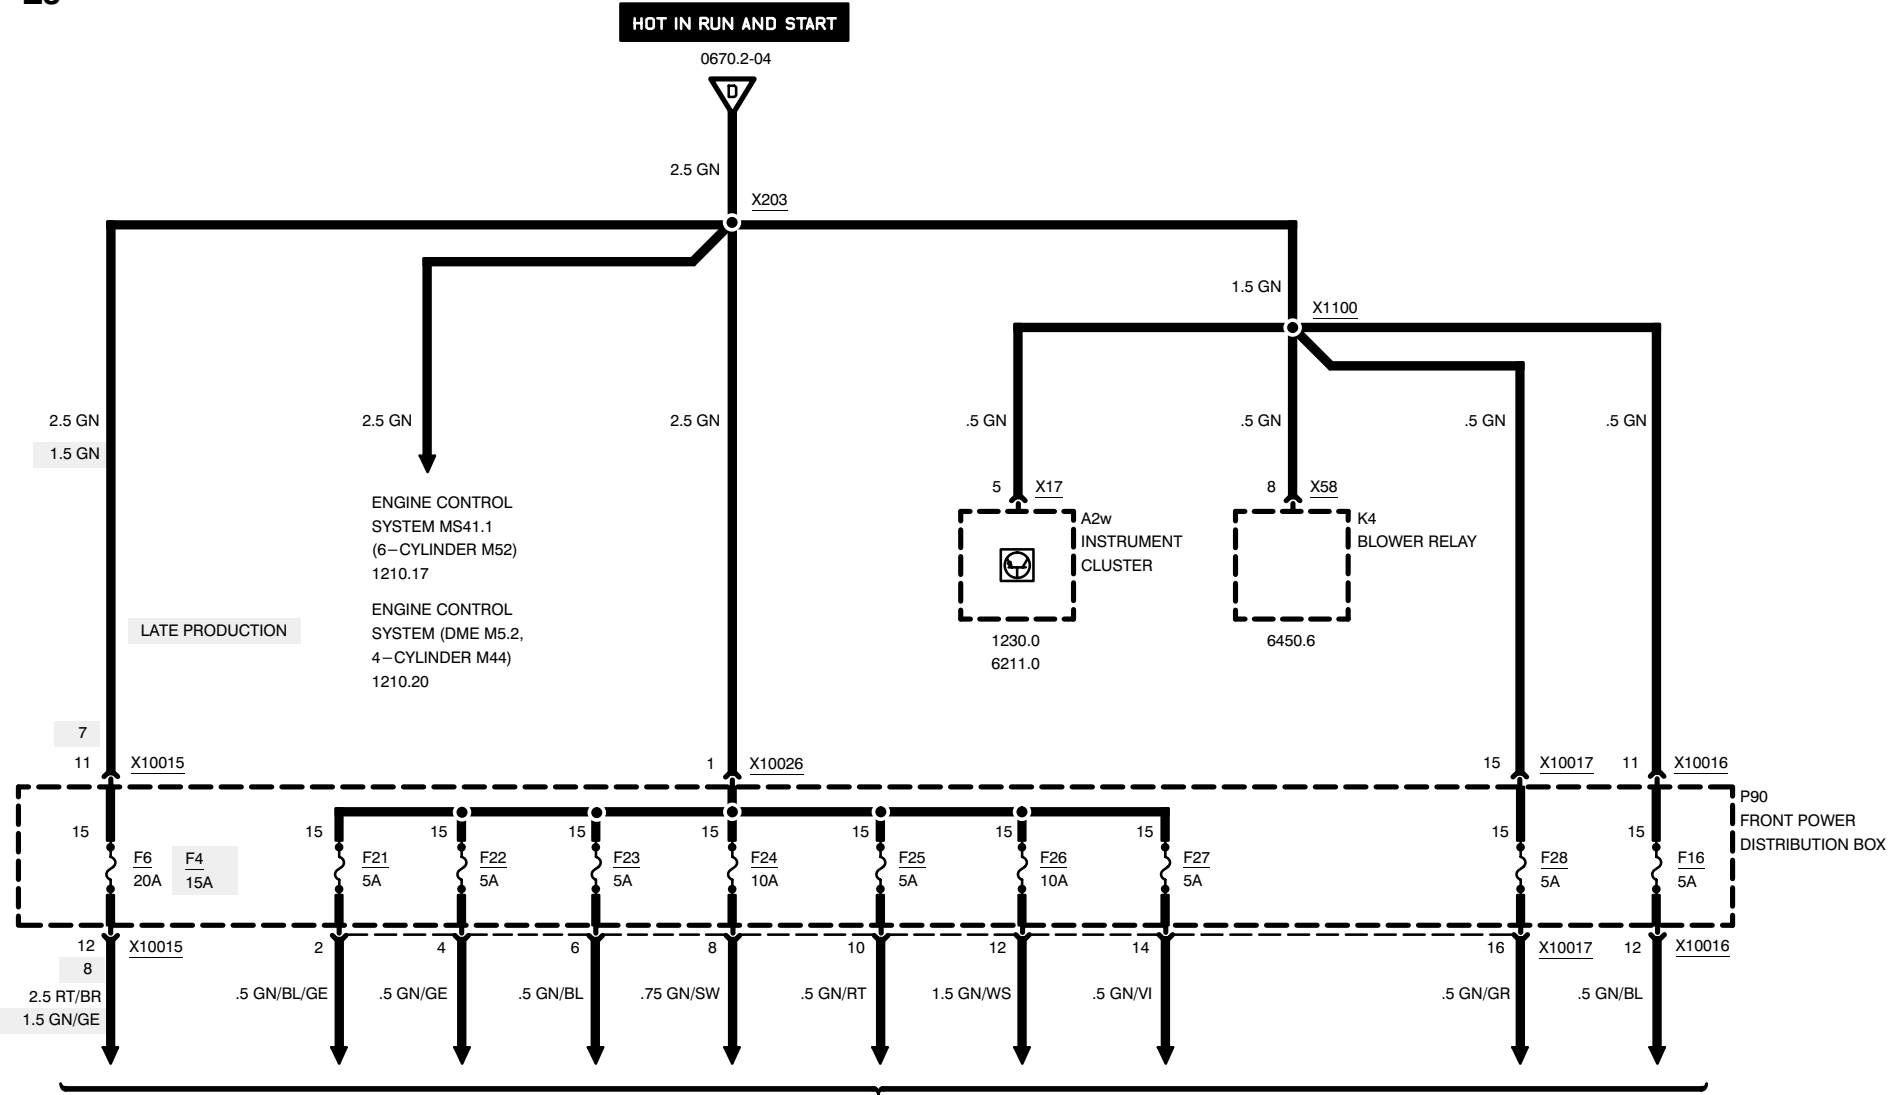 HOT IN RUN AND START
0670.2-04
D
2.5 GN
X203
1.5 GN
X1100
2.5 GN
2.5 GN
2.5 GN
.5 GN
.5 GN
.5 GN
.5 GN
1.5 GN
5
X17
8
X58
ENGINE CONTROL
SYSTEM MS41.1
(6–CYLINDER M52)
1210.17
A2w
INSTRUMENT
CLUSTER
K4
BLOWER RELAY
ENGINE CONTROL
SYSTEM (DME M5.2,
4–CYLINDER M44)
1210.20
LATE PRODUCTION
1230.0
6211.0
6450.6
7
11
X10015
1
X10026
15
X10017
11
X10016
P90
FRONT POWER
DISTRIBUTION BOX
15
15
15
15
15
15
15
15
15
15
F6
20A
F4
15A
F21
5A
F22
5A
F23
5A
F24
10A
F25
5A
F26
10A
F27
5A
F28
5A
F16
5A
12
X10015
2
4
6
8
10
12
14
16
X10017
12
X10016
8
2.5 RT/BR
.5 GN/BL/GE
.5 GN/GE
.5 GN/BL
.75 GN/SW
.5 GN/RT
1.5 GN/WS
.5 GN/VI
.5 GN/GR
.5 GN/BL
1.5 GN/GE